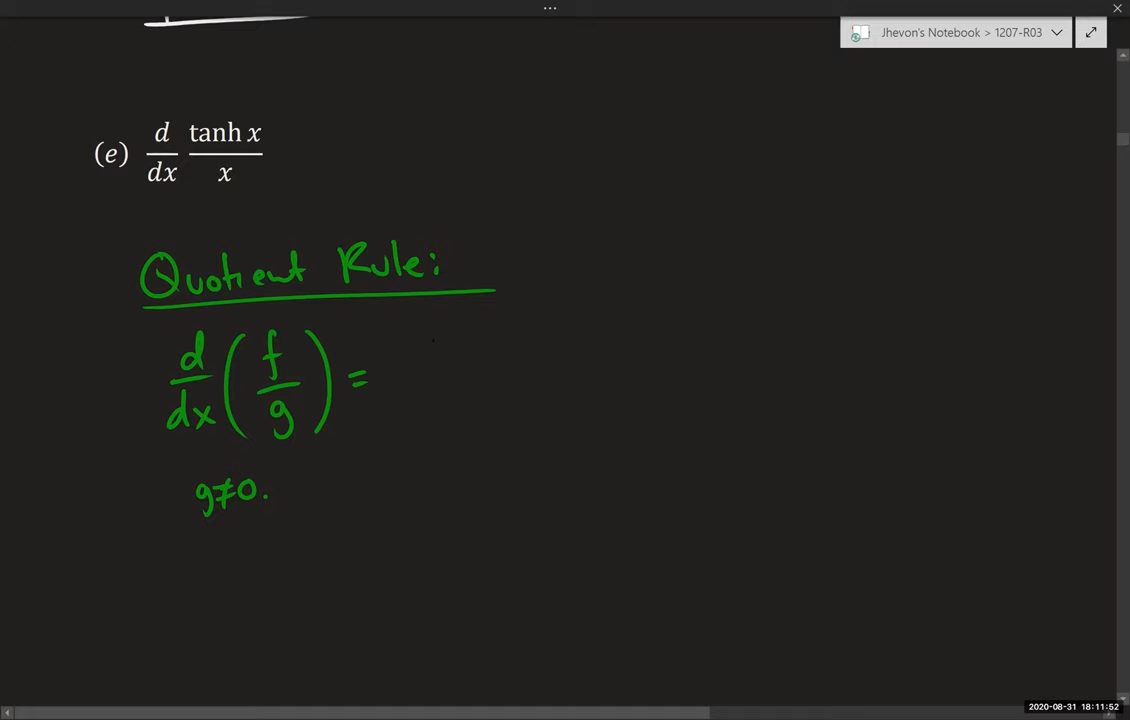 Jhevon's Notebook > 1207-R03
(e) d/dx tanh x/x
Quotient Rule:
d/dx (f/g) =
g≠0.
2020-08-31 18:11:52